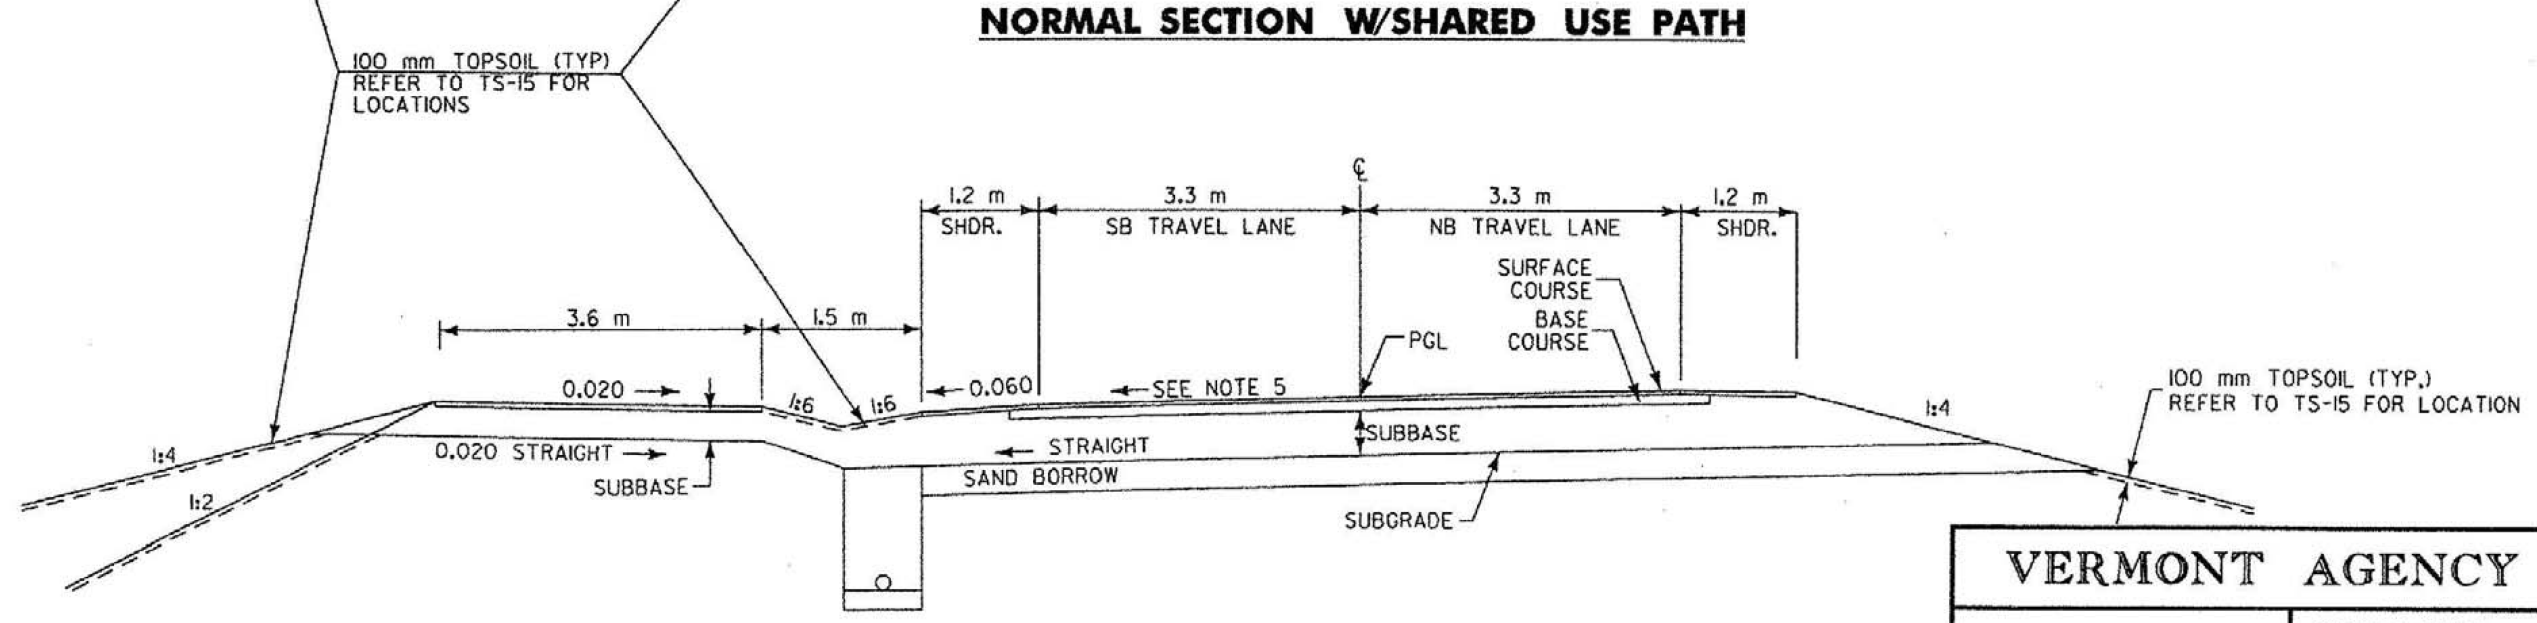 NORMAL SECTION W/SHARED USE PATH
100 mm TOPSOIL (TYP)
REFER TO TS-15 FOR
LOCATIONS
℄
1.2 m
3.3 m
3.3 m
1.2 m
SHDR.
SB TRAVEL LANE
NB TRAVEL LANE
SHDR.
SURFACE
COURSE
BASE
COURSE
3.6 m
1.5 m
PGL
0.020
1:6
1:6
0.060
SEE NOTE 5
100 mm TOPSOIL (TYP.)
REFER TO TS-15 FOR LOCATION
1:4
SUBBASE
1:4
0.020 STRAIGHT
STRAIGHT
SAND BORROW
SUBBASE
1:2
SUBGRADE
VERMONT AGENCY